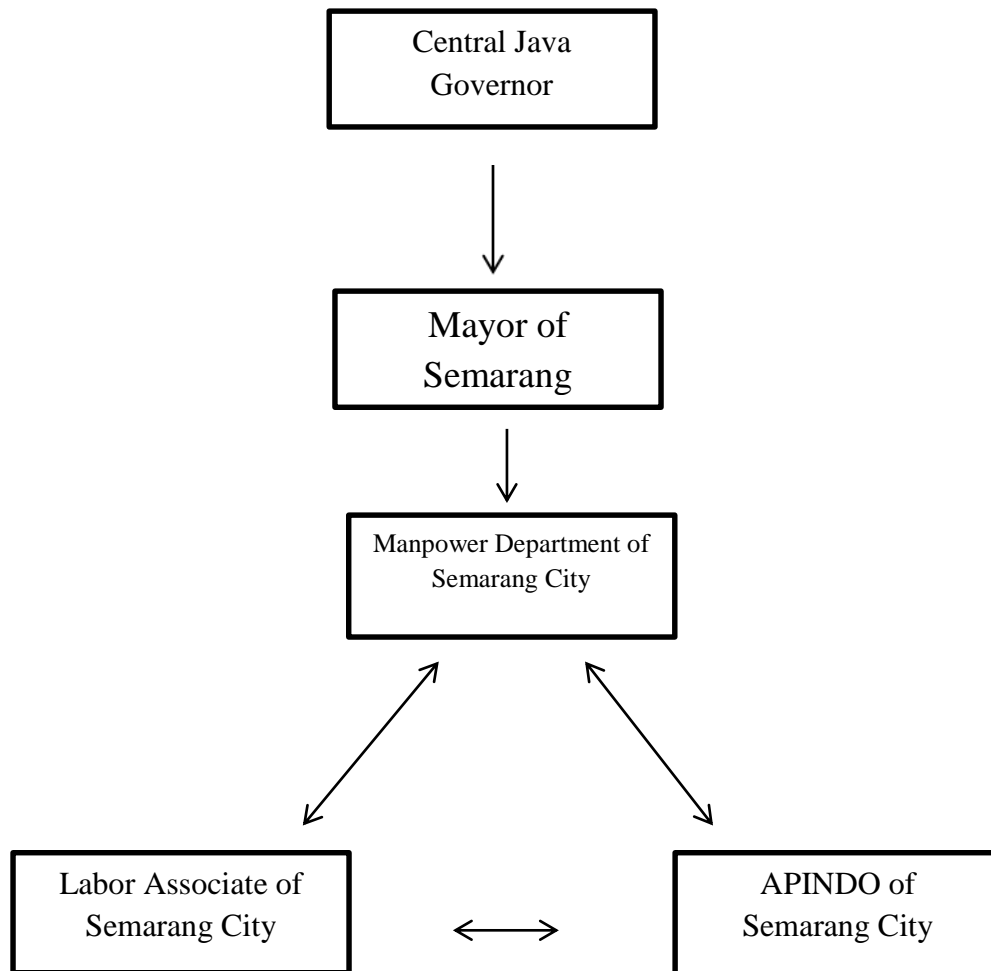 Central Java
Governor
Mayor of
Semarang
Manpower Department of
Semarang City
Labor Associate of
Semarang City
APINDO of
Semarang City